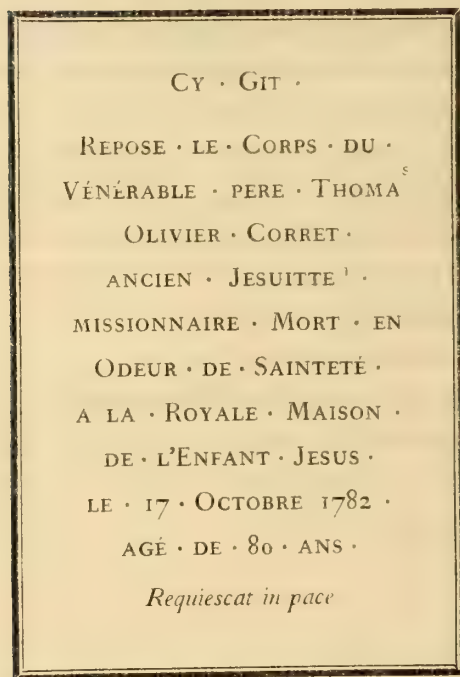 CY · GIT ·
REPOSE · LE · CORPS · DU ·
VÉNÉRABLE · PERE · THOMAS
OLIVIER · CORRET ·
ANCIEN · JESUITTE ¹ ·
MISSIONNAIRE · MORT · EN
ODEUR · DE · SAINTETÉ ·
A LA · ROYALE · MAISON ·
DE · L'ENFANT · JESUS ·
LE · 17 · OCTOBRE 1782 ·
AGÉ · DE · 80 · ANS ·
Requiescat in pace